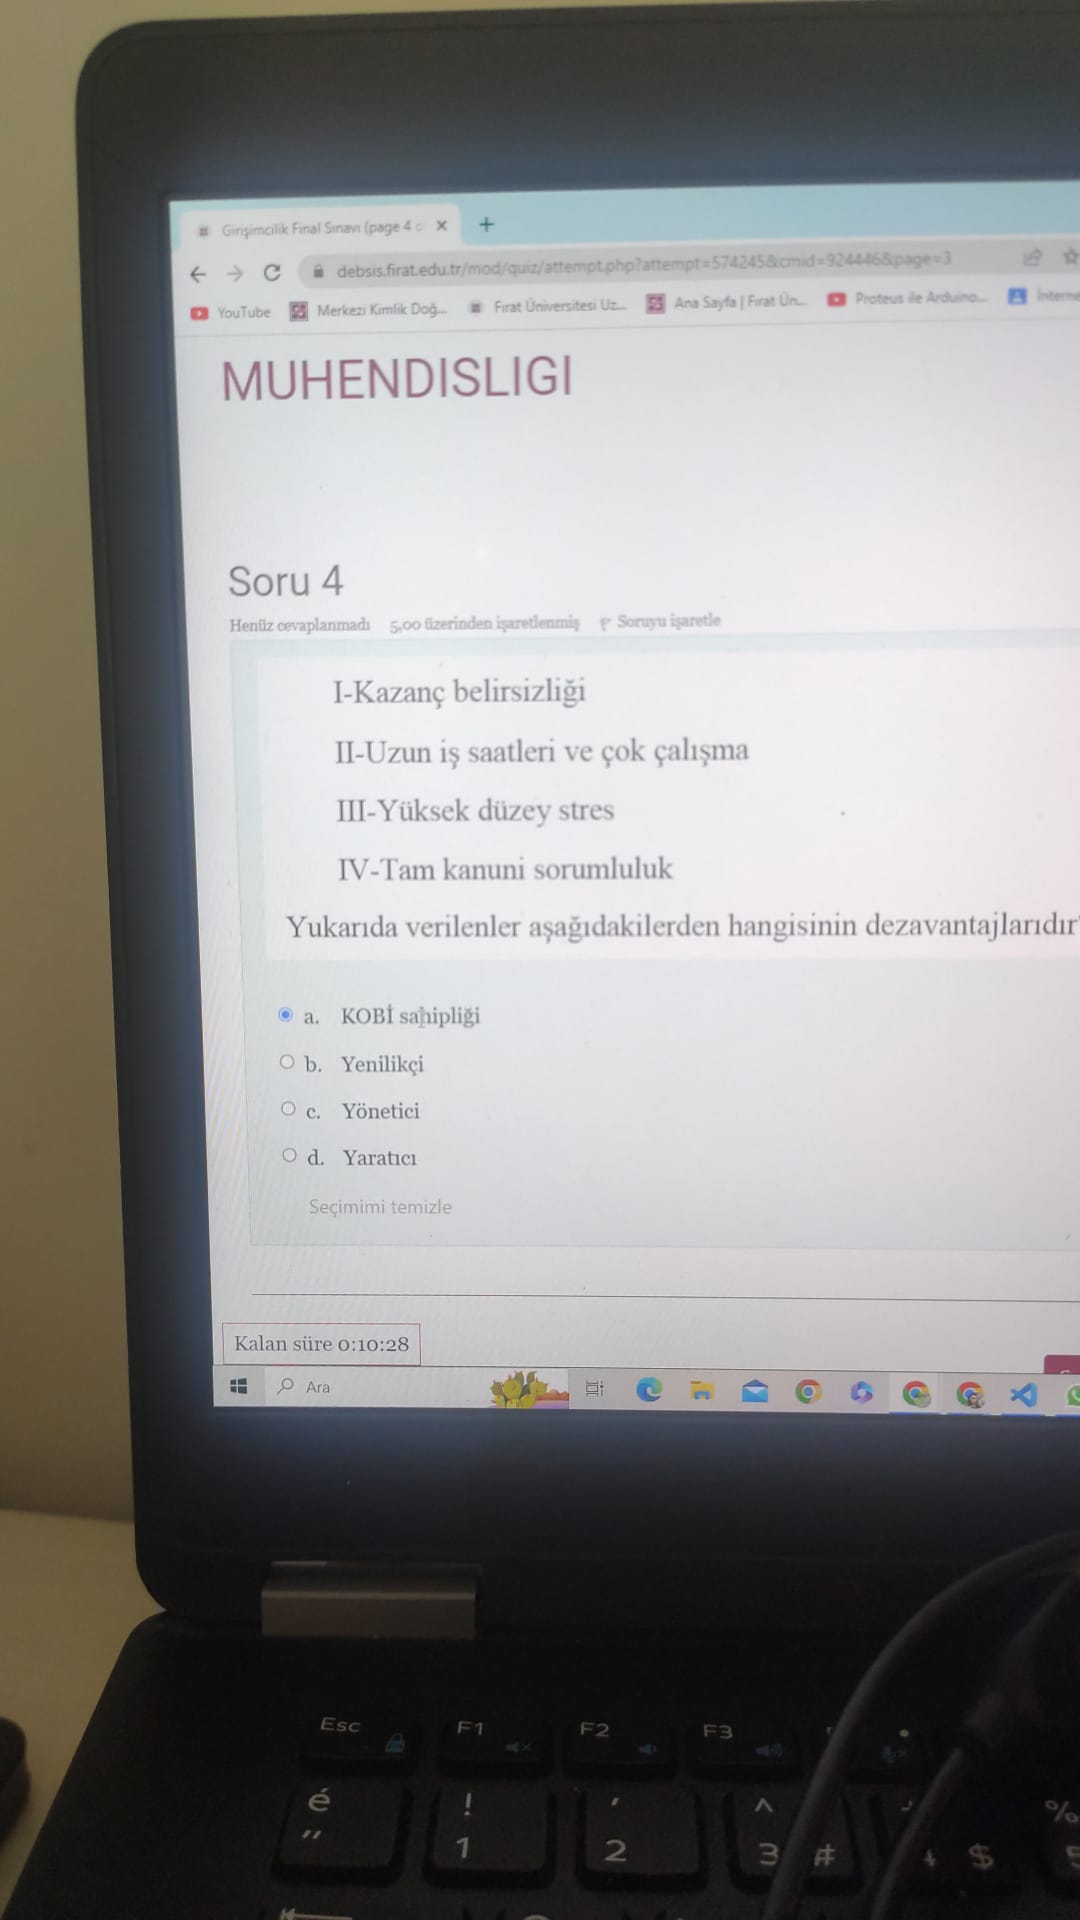 Girişimcilik Final Sınavı (page 4
debsis.firat.edu.tr/mod/quiz/attempt.php?attempt=574245&cmid=924446&page=3
YouTube Merkezi Kimlik Doğ... Fırat Üniversitesi Uz... Ana Sayfa | Fırat Ün... Proteus ile Arduino...
MUHENDISLIGI
Soru 4
Henüz cevaplanmadı 5,00 üzerinden işaretlenmiş Soruyu işaretle
I-Kazanç belirsizliği
II-Uzun iş saatleri ve çok çalışma
III-Yüksek düzey stres
IV-Tam kanuni sorumluluk
Yukarıda verilenler aşağıdakilerden hangisinin dezavantajlarıdır
a. KOBİ sahipliği
b. Yenilikçi
c. Yönetici
d. Yaratıcı
Seçimimi temizle
Kalan süre 0:10:28
Ara
Esc F1 F2 F3
é ! ' ^ %
" 1 2 3 # 4 $ 5